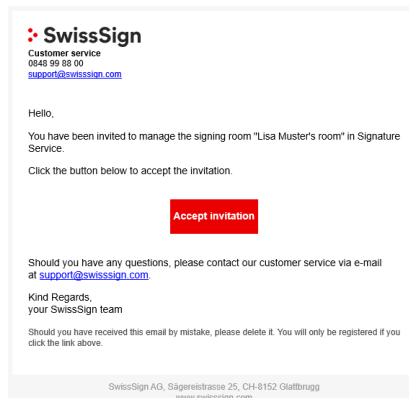 SwissSign
Customer service
0848 99 88 00
support@swisssign.com
Hello,
You have been invited to manage the signing room "Lisa Muster's room" in Signature
Service.
Click the button below to accept the invitation.
Accept invitation
Should you have any questions, please contact our customer service via e-mail
at support@swisssign.com.
Kind Regards,
your SwissSign team
Should you have received this email by mistake, please delete it. You will only be registered if you
click the link above.
SwissSign AG, Sägereistrasse 25, CH-8152 Glattbrugg
www.swisssign.com